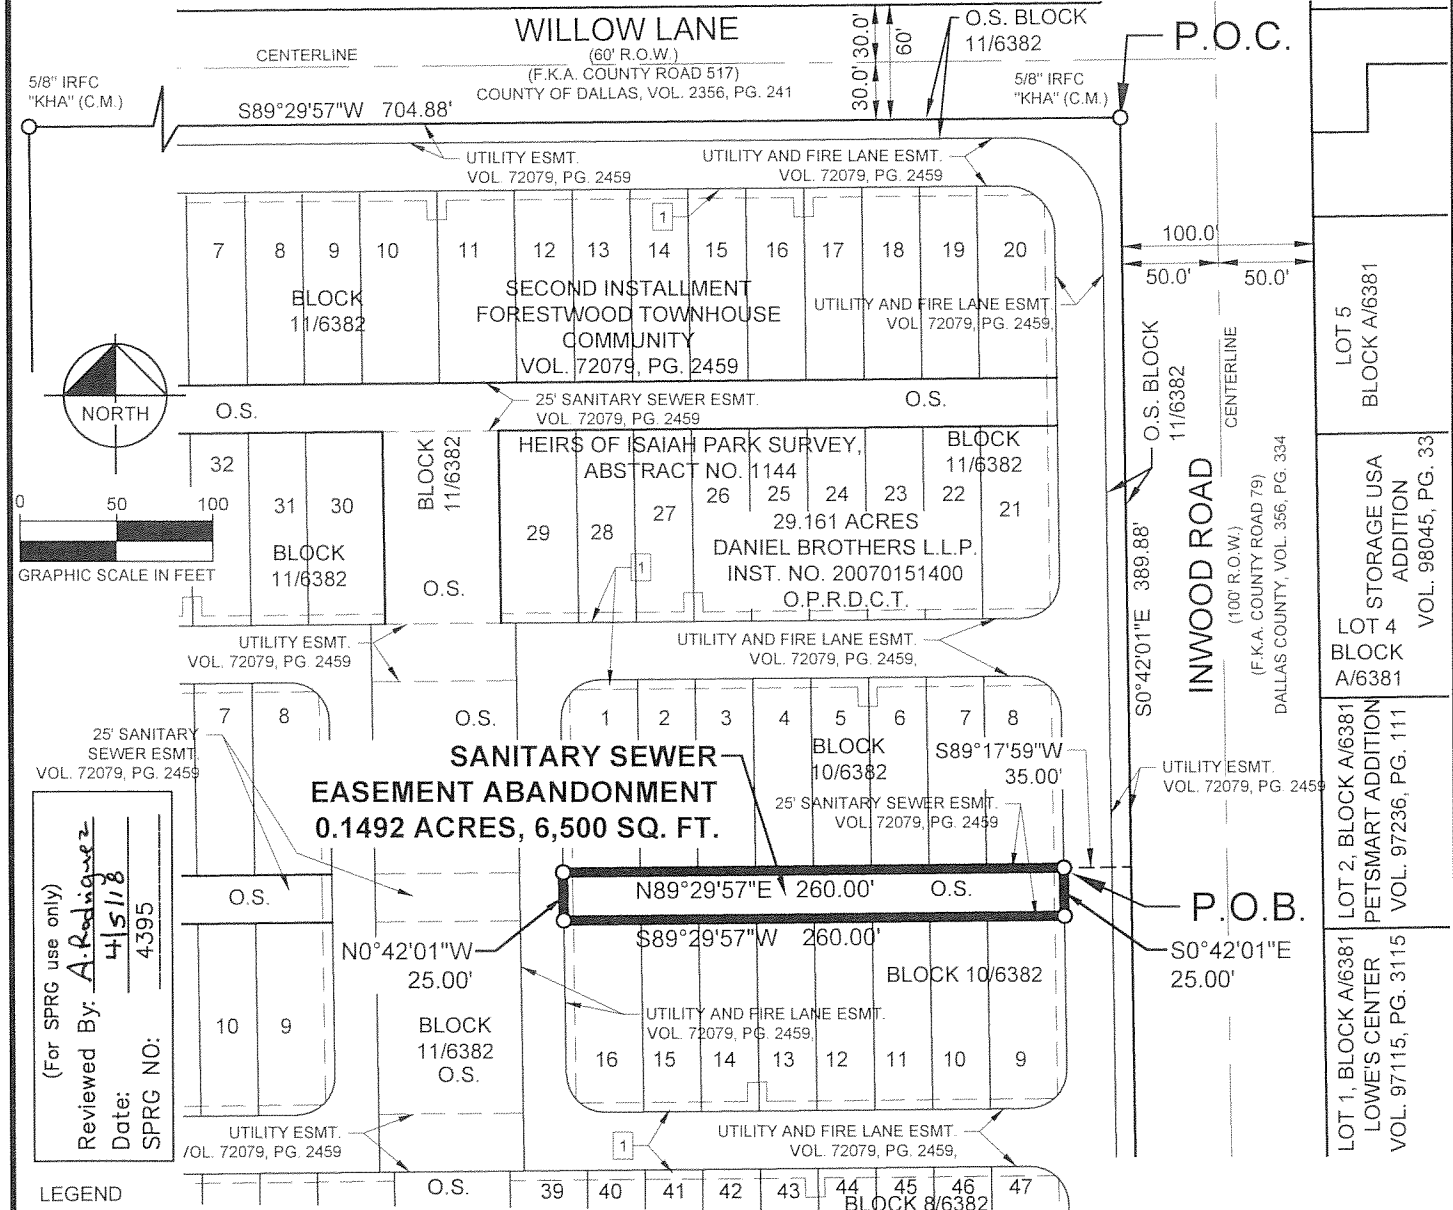 WILLOW LANE
(60' R.O.W.)
(F.K.A. COUNTY ROAD 517)
COUNTY OF DALLAS, VOL. 2356, PG. 241
CENTERLINE
30.0'
30.0'
60'
O.S. BLOCK
11/6382
P.O.C.
5/8" IRFC
"KHA" (C.M.)
5/8" IRFC
"KHA" (C.M.)
S89°29'57"W 704.88'
UTILITY ESMT.
VOL. 72079, PG. 2459
UTILITY AND FIRE LANE ESMT.
VOL. 72079, PG. 2459
1
7 8 9 10 11 12 13 14 15 16 17 18 19 20
BLOCK
11/6382
SECOND INSTALLMENT
FORESTWOOD TOWNHOUSE
COMMUNITY
VOL. 72079, PG. 2459
UTILITY AND FIRE LANE ESMT.
VOL. 72079, PG. 2459,
100.0'
50.0'
50.0'
NORTH
O.S.
25' SANITARY SEWER ESMT.
VOL. 72079, PG. 2459
O.S.
O.S. BLOCK
11/6382
CENTERLINE
LOT 5
BLOCK A/6381
HEIRS OF ISAIAH PARK SURVEY,
ABSTRACT NO. 1144
BLOCK
11/6382
BLOCK
11/6382
32 31 30
29 28 27 26 25 24 23 22 21
29.161 ACRES
DANIEL BROTHERS L.L.P.
INST. NO. 20070151400
O.P.R.D.C.T.
0 50 100
GRAPHIC SCALE IN FEET
BLOCK
11/6382
O.S.
1
S0°42'01"E 389.88'
INWOOD ROAD
(100' R.O.W.)
(F.K.A. COUNTY ROAD 79)
DALLAS COUNTY, VOL. 356, PG. 334
STORAGE USA
ADDITION
VOL. 98045, PG. 33
LOT 4
BLOCK
A/6381
UTILITY ESMT.
VOL. 72079, PG. 2459
UTILITY AND FIRE LANE ESMT.
VOL. 72079, PG. 2459,
7 8
O.S.
1 2 3 4 5 6 7 8
25' SANITARY
SEWER ESMT.
VOL. 72079, PG. 2459
SANITARY SEWER
EASEMENT ABANDONMENT
0.1492 ACRES, 6,500 SQ. FT.
BLOCK
10/6382
S89°17'59"W
35.00'
25' SANITARY SEWER ESMT.
VOL. 72079, PG. 2459
UTILITY ESMT.
VOL. 72079, PG. 2459
LOT 2, BLOCK A/6381
PETSMART ADDITION
VOL. 97236, PG. 111
(For SPRG use only)
Reviewed By: A. Rodriguez
Date: 4/5/18
SPRG NO: 4395
O.S.
N89°29'57"E 260.00'
O.S.
P.O.B.
S89°29'57"W 260.00'
N0°42'01"W
25.00'
S0°42'01"E
25.00'
BLOCK 10/6382
LOT 1, BLOCK A/6381
LOWE'S CENTER
VOL. 97115, PG. 3115
UTILITY AND FIRE LANE ESMT.
VOL. 72079, PG. 2459,
10 9
BLOCK
11/6382
O.S.
16 15 14 13 12 11 10 9
UTILITY ESMT.
VOL. 72079, PG. 2459
1
UTILITY AND FIRE LANE ESMT.
VOL. 72079, PG. 2459,
LEGEND
O.S.
39 40 41 42 43 44 45 46 47
BLOCK 8/6382